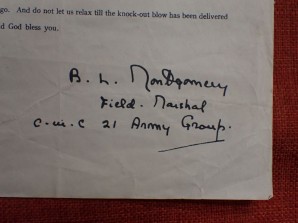 go. And do not let us relax till the knock-out blow has been delivered
d God bless you.
B. L. Montgomery
Field. Marshal
C.-in-C 21 Army Group.